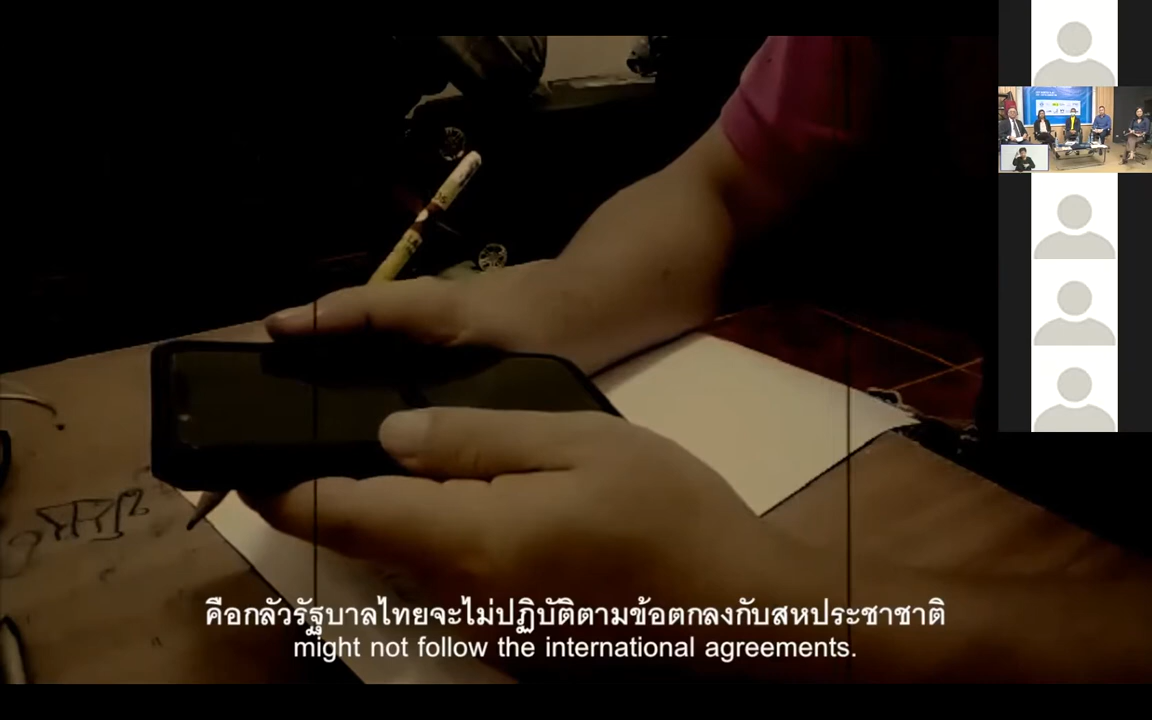 คือกลัวรัฐบาลไทยจะไม่ปฏิบัติตามข้อตกลงกับสหประชาชาติ
might not follow the international agreements.